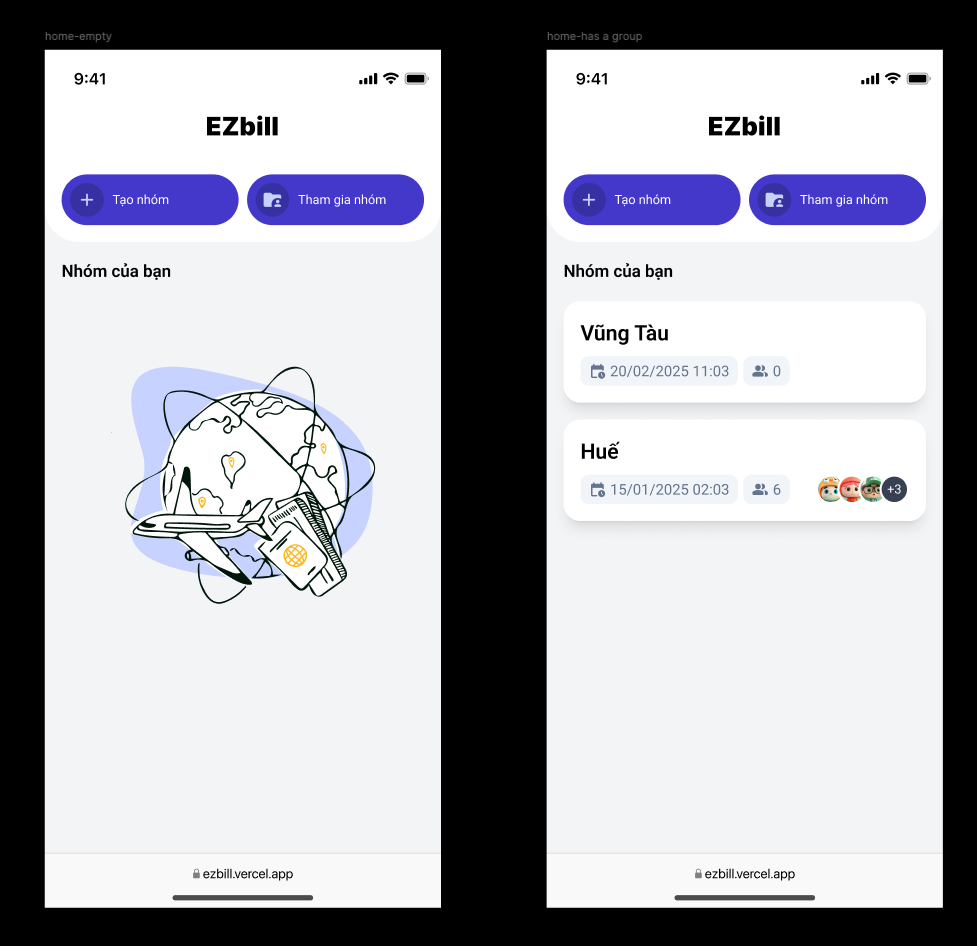 home-empty
9:41
EZbill
Tạo nhóm
Tham gia nhóm
Nhóm của bạn
ezbill.vercel.app
home-has a group
9:41
EZbill
Tạo nhóm
Tham gia nhóm
Nhóm của bạn
Vũng Tàu
20/02/2025 11:03 0
Huế
15/01/2025 02:03 6 +3
ezbill.vercel.app